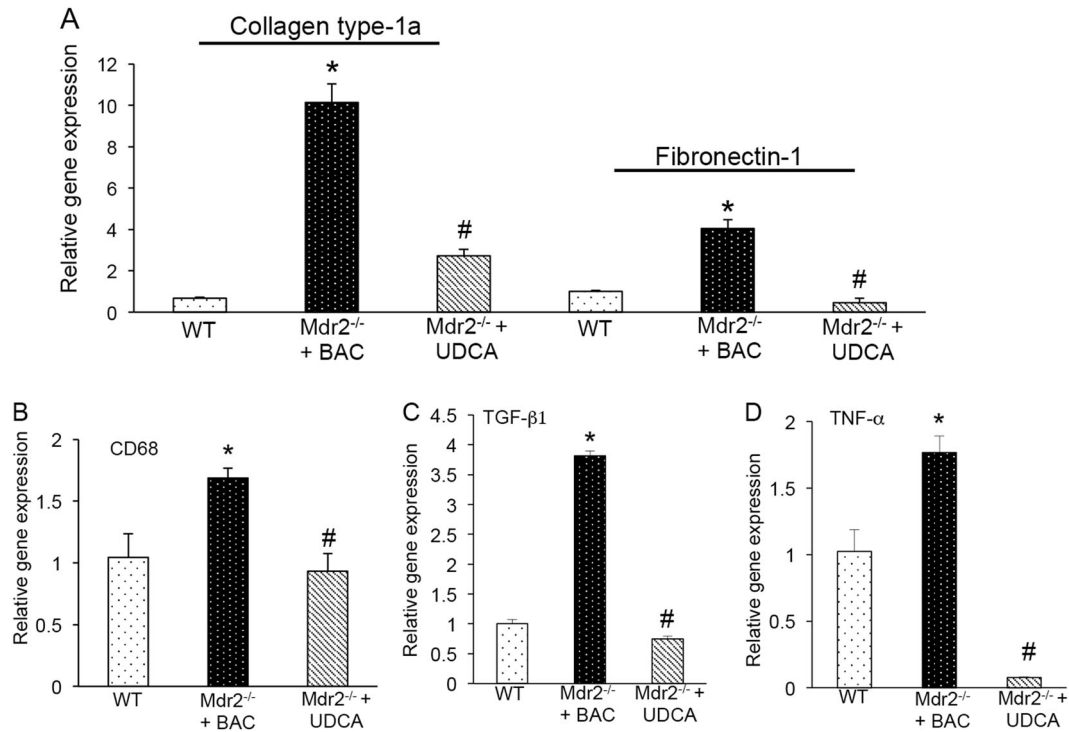 A
Collagen type-1a
*
12
10
8
6
4
2
0
Relative gene expression
#
Fibronectin-1
*
#
WT
Mdr2-/-
+ BAC
Mdr2-/- +
UDCA
WT
Mdr2-/-
+ BAC
Mdr2-/- +
UDCA
B
CD68
2
1.5
1
0.5
0
Relative gene expression
*
#
WT
Mdr2-/-
+ BAC
Mdr2-/- +
UDCA
C
TGF-β1
4.5
4
3.5
3
2.5
2
1.5
1
0.5
0
Relative gene expression
*
#
WT
Mdr2-/-
+ BAC
Mdr2-/- +
UDCA
D
TNF-α
2
1.5
1
0.5
0
Relative gene expression
*
#
WT
Mdr2-/-
+ BAC
Mdr2-/- +
UDCA